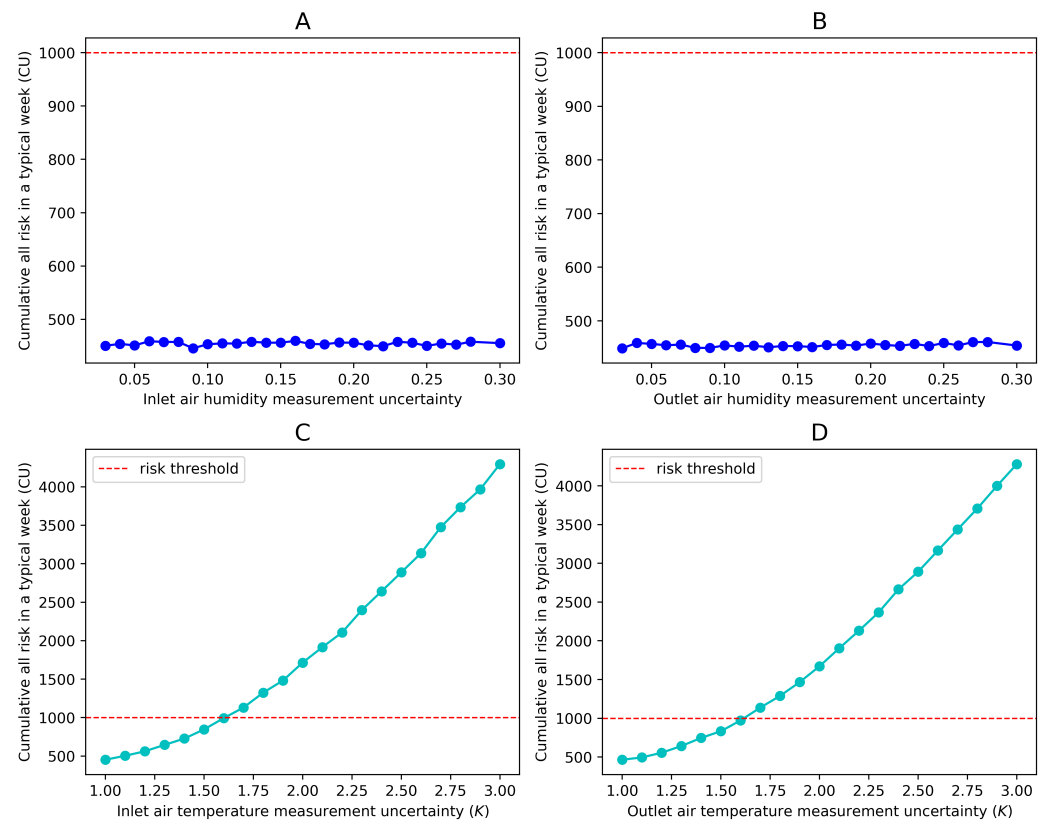 A
Cumulative all risk in a typical week (CU)
1000
900
800
700
600
500
0.05 0.10 0.15 0.20 0.25 0.30
Inlet air humidity measurement uncertainty
B
Cumulative all risk in a typical week (CU)
1000
900
800
700
600
500
0.05 0.10 0.15 0.20 0.25 0.30
Outlet air humidity measurement uncertainty
C
risk threshold
Cumulative all risk in a typical week (CU)
4000
3500
3000
2500
2000
1500
1000
500
1.00 1.25 1.50 1.75 2.00 2.25 2.50 2.75 3.00
Inlet air temperature measurement uncertainty (K)
D
risk threshold
Cumulative all risk in a typical week (CU)
4000
3500
3000
2500
2000
1500
1000
500
1.00 1.25 1.50 1.75 2.00 2.25 2.50 2.75 3.00
Outlet air temperature measurement uncertainty (K)